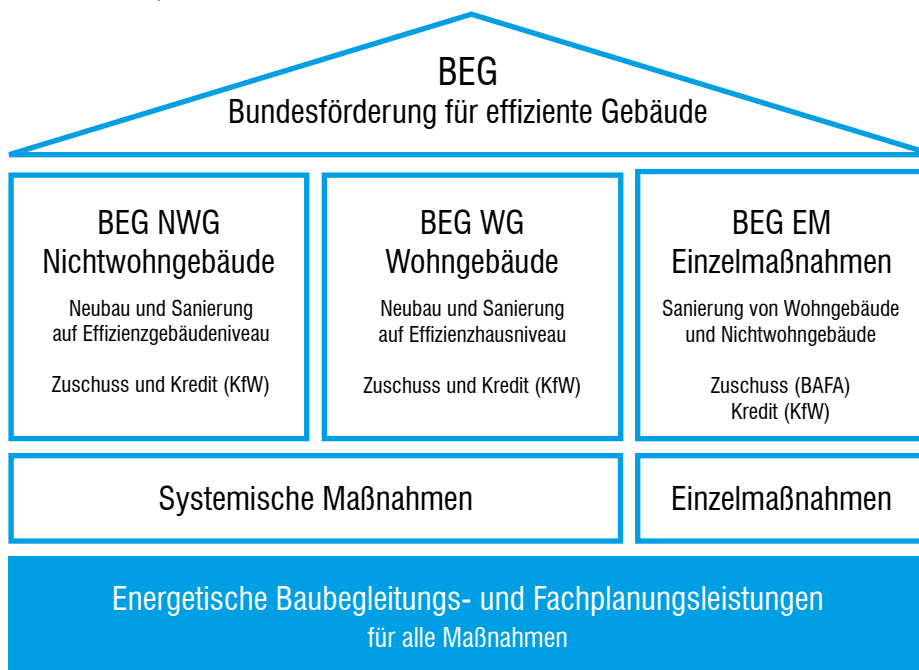 BEG
Bundesförderung für effiziente Gebäude
BEG NWG
Nichtwohngebäude
Neubau und Sanierung
auf Effizienzgebäudeniveau
Zuschuss und Kredit (KfW)
BEG WG
Wohngebäude
Neubau und Sanierung
auf Effizienzhausniveau
Zuschuss und Kredit (KfW)
BEG EM
Einzelmaßnahmen
Sanierung von Wohngebäude
und Nichtwohngebäude
Zuschuss (BAFA)
Kredit (KfW)
Systemische Maßnahmen
Einzelmaßnahmen
Energetische Baubegleitungs- und Fachplanungsleistungen
für alle Maßnahmen